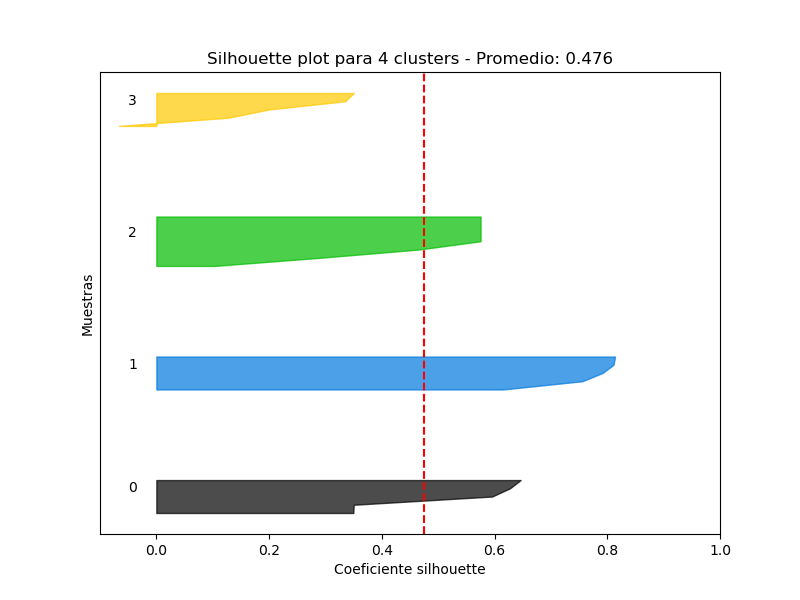 Silhouette plot para 4 clusters - Promedio: 0.476
3
2
1
0
Muestras
0.0 0.2 0.4 0.6 0.8 1.0
Coeficiente silhouette